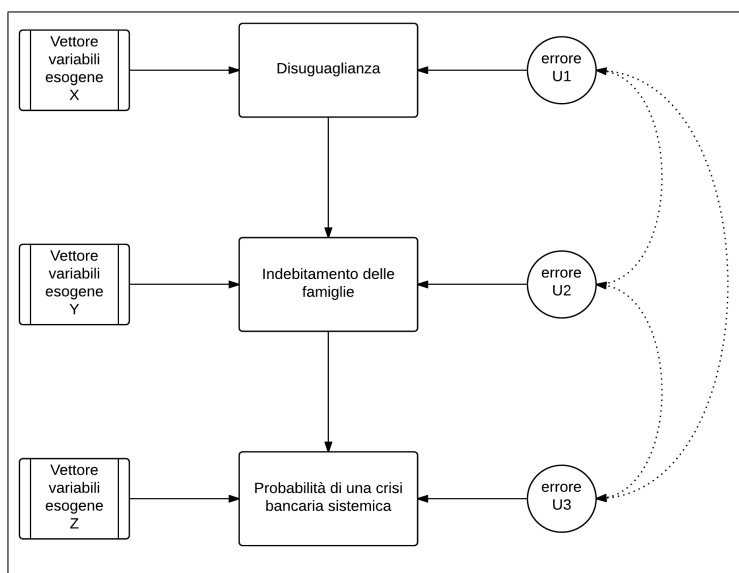 Vettore
variabili
esogene
X
Disuguaglianza
errore
U1
Vettore
variabili
esogene
Y
Indebitamento delle
famiglie
errore
U2
Vettore
variabili
esogene
Z
Probabilità di una crisi
bancaria sistemica
errore
U3